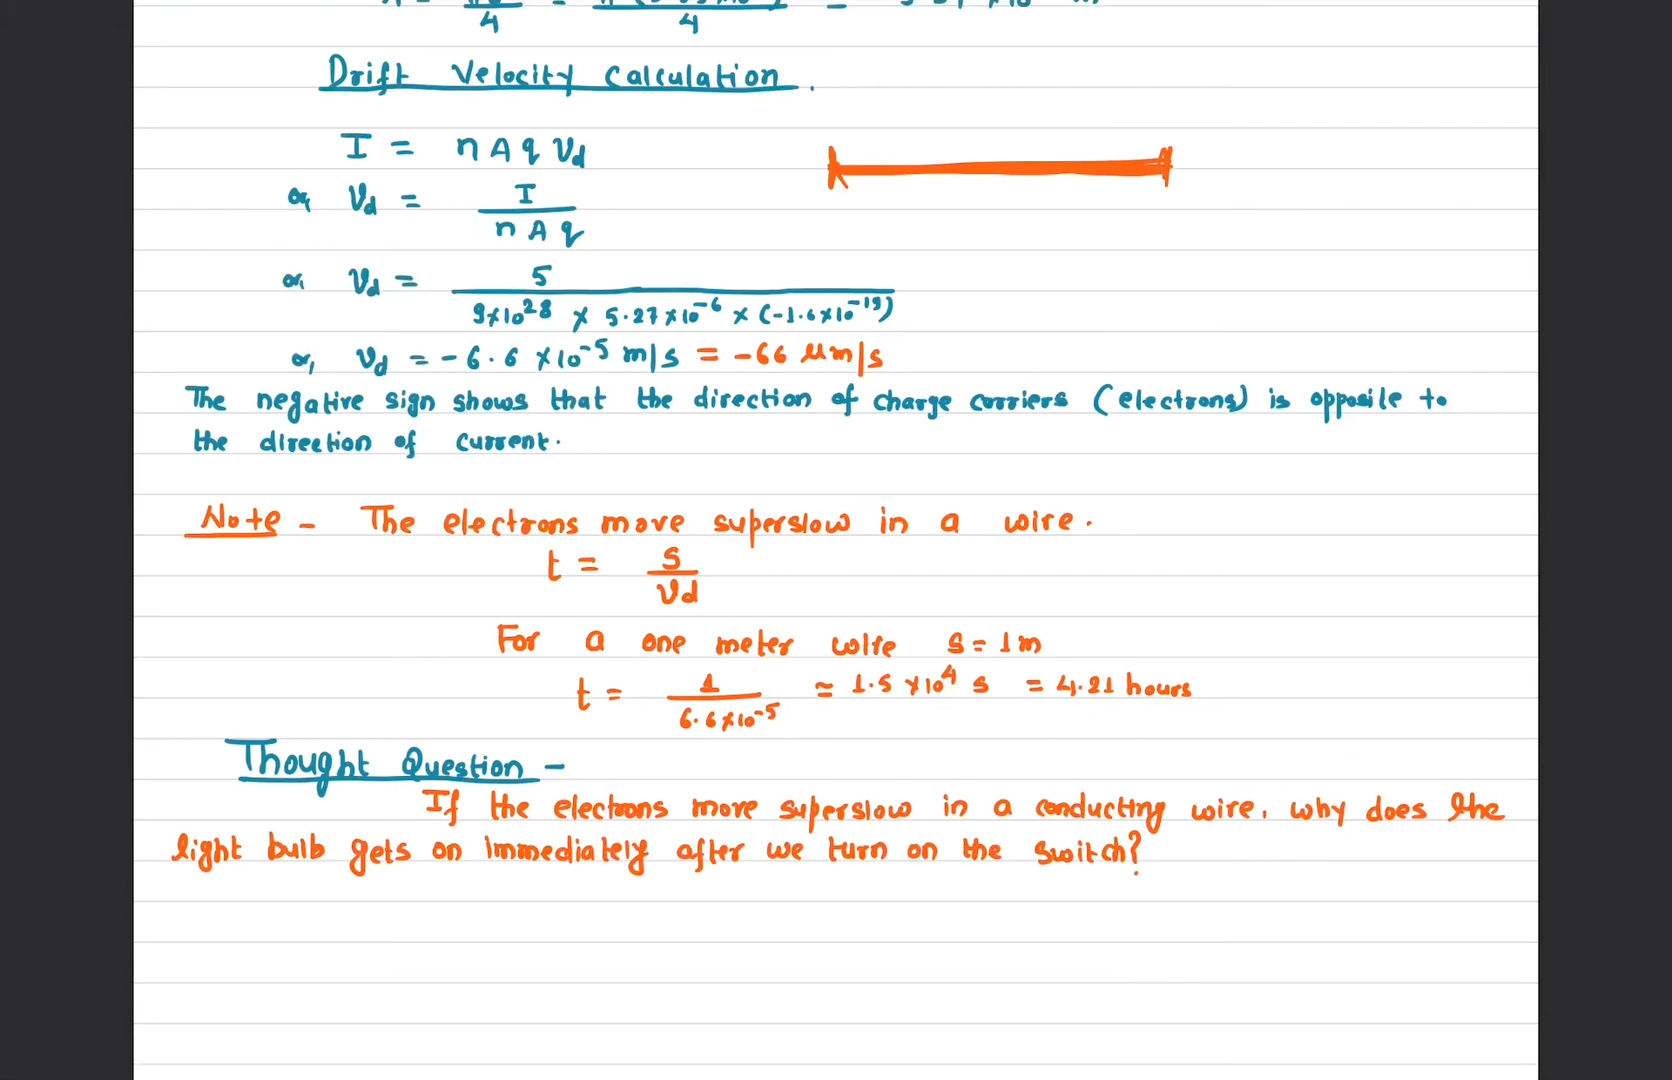 4 4
Drift Velocity Calculation.
I = n A q Vd
or, Vd = I / n A q
or, Vd = 5 / 9×10^28 × 5.27×10^-6 × (-1.6×10^-19)
or, Vd = -6.6 ×10^-5 m/s = -66 μm/s
The negative sign shows that the direction of charge carriers (electrons) is opposite to
the direction of current.
Note - The electrons move superslow in a wire.
t = S / Vd
For a one meter wire S = 1m
t = 1 / 6.6×10^-5 ≈ 1.5 ×10^4 s = 4.21 hours
Thought Question -
If the electrons move superslow in a conducting wire, why does the
light bulb gets on immediately after we turn on the switch?